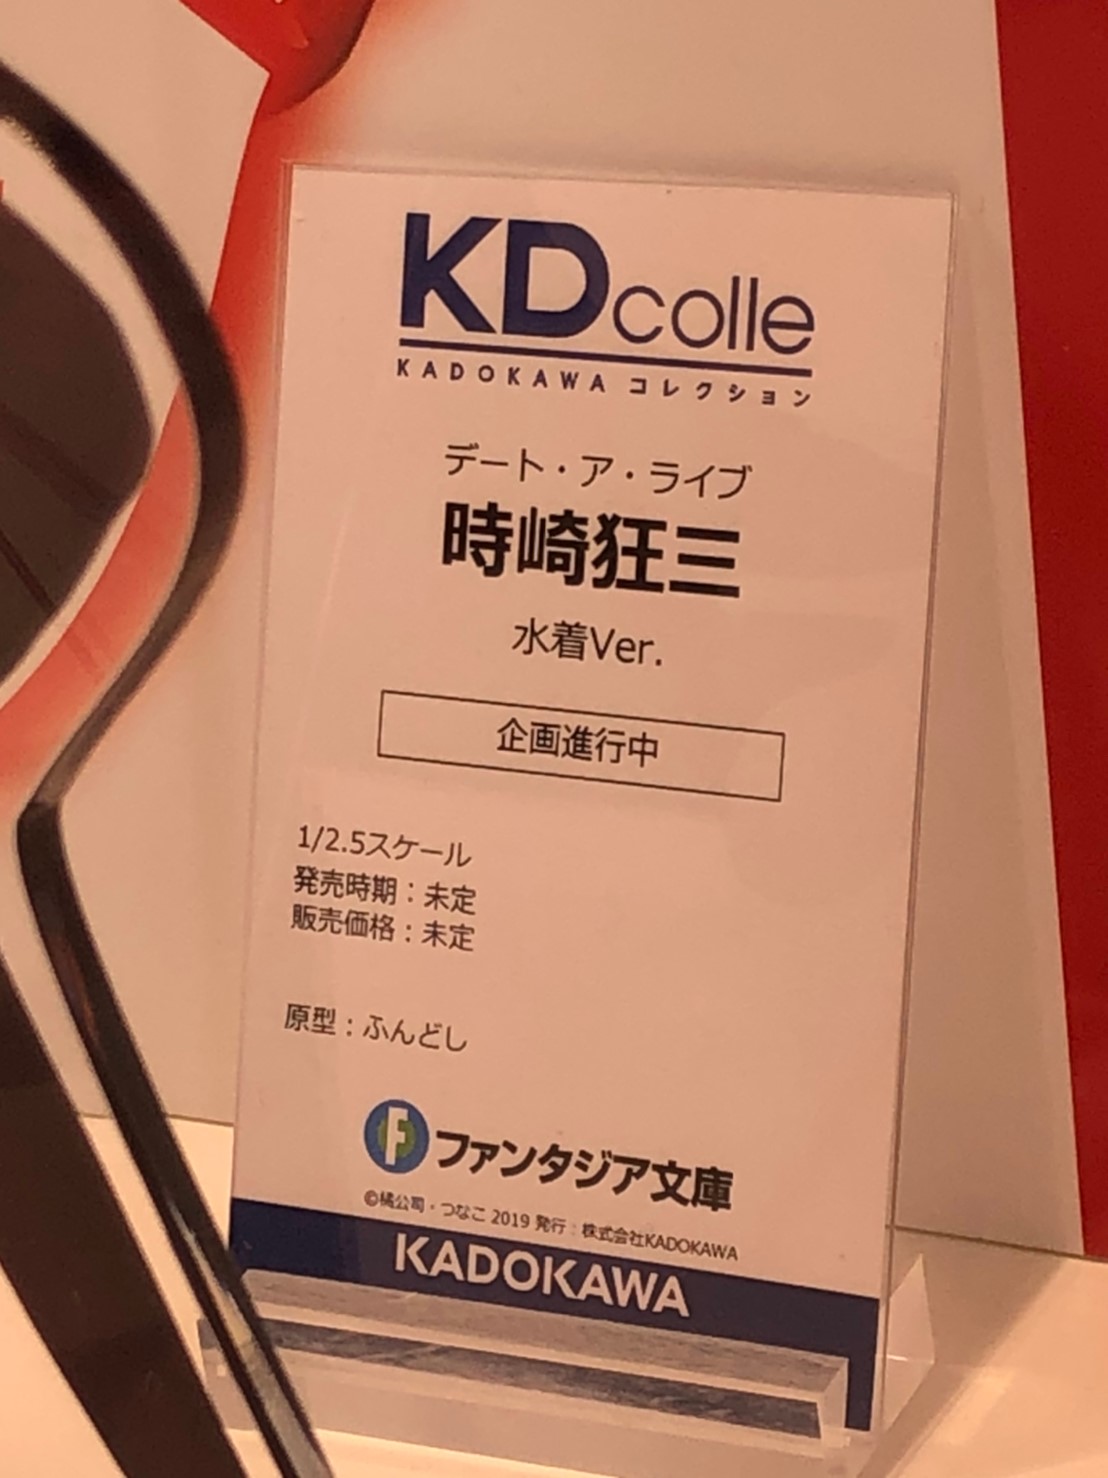 KDcolle
KADOKAWA コレクション
デート・ア・ライブ
時崎狂三
水着Ver.
企画進行中
1/2.5スケール
発売時期：未定
販売価格：未定
原型：ふんどし
F ファンタジア文庫
©橘公司・つなこ 2019 発行：株式会社KADOKAWA
KADOKAWA